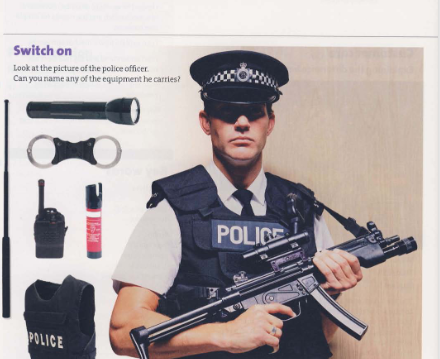 Switch on
Look at the picture of the police officer.
Can you name any of the equipment he carries?
POLICE
POLICE
POLICE